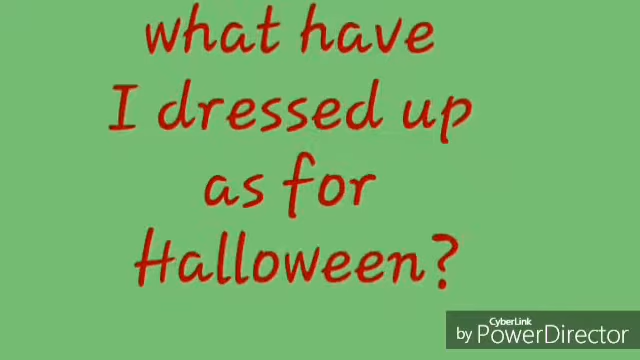 what have
I dressed up
as for
Halloween?
CyberLink
by PowerDirector